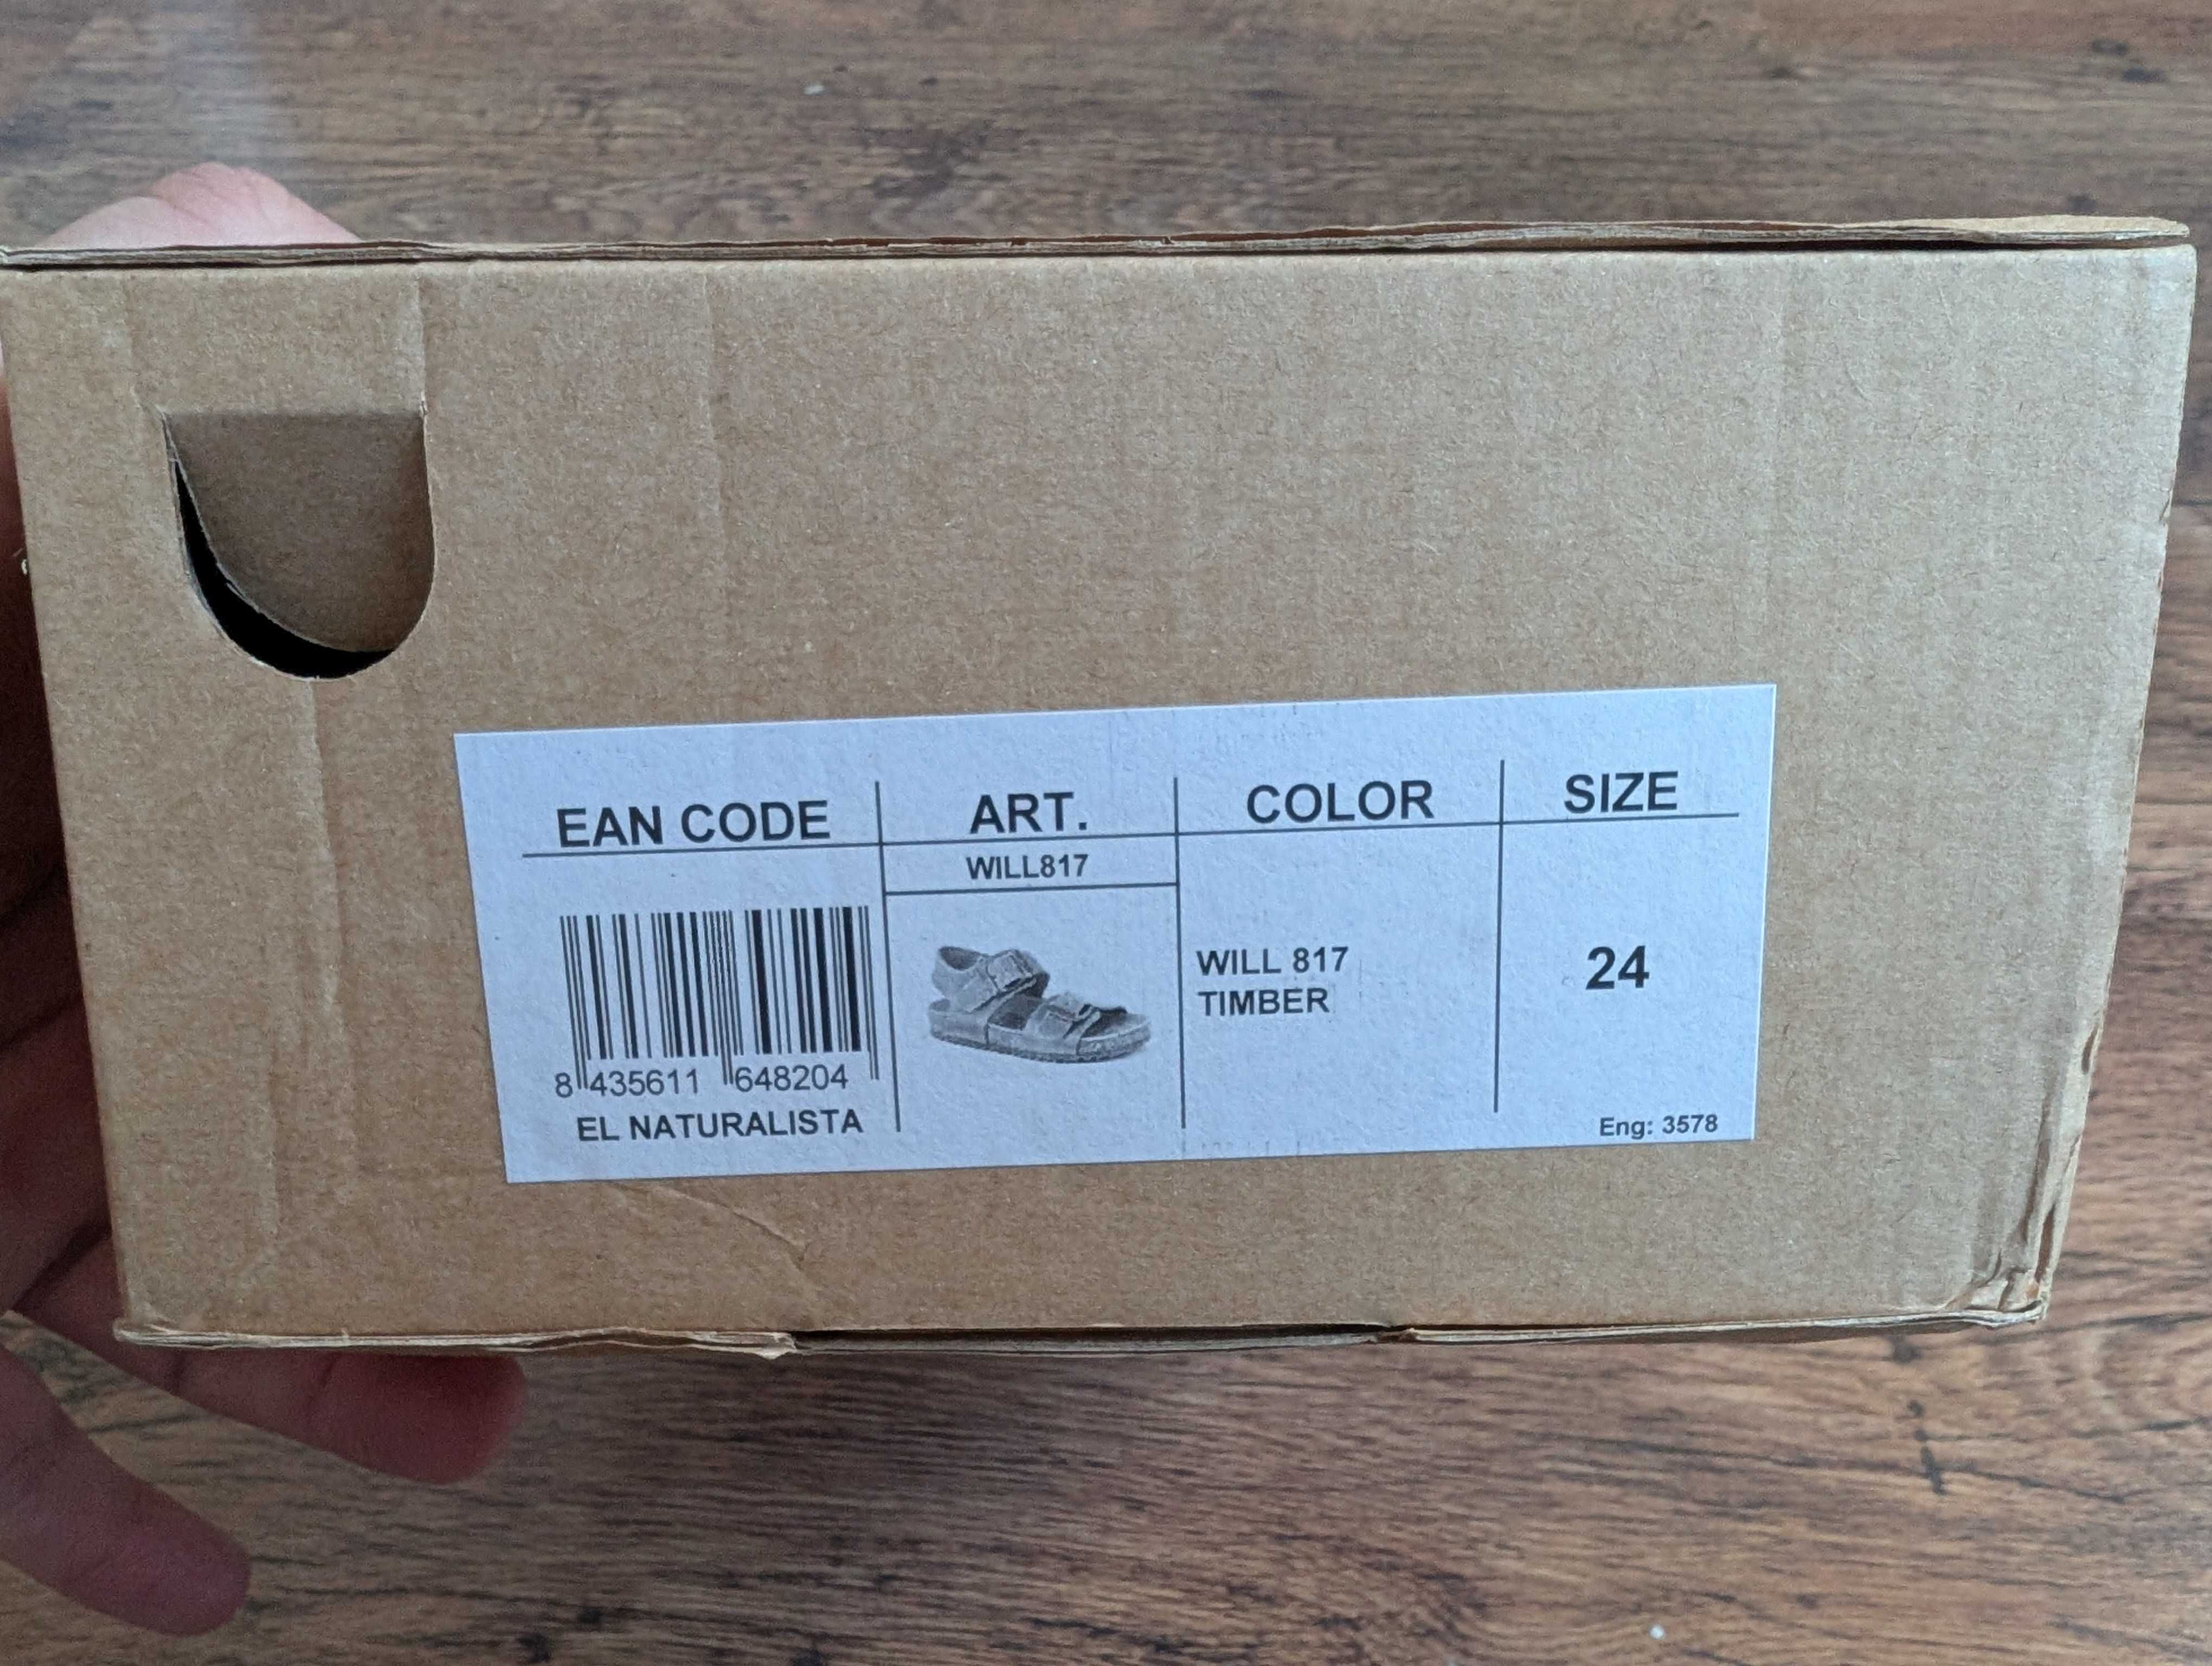 EAN CODE
ART.
COLOR
SIZE
WILL817
WILL 817
TIMBER
24
8 435611 648204
EL NATURALISTA
Eng: 3578